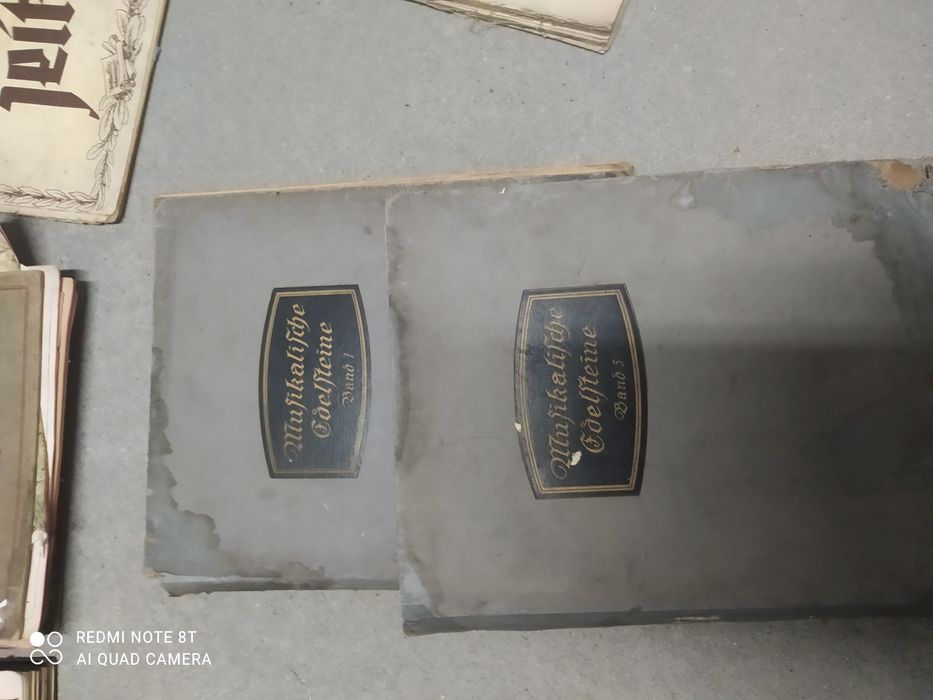 Musikalische
Edelsteine
Band 1
Musikalische
Edelsteine
Band 5
REDMI NOTE 8T
AI QUAD CAMERA